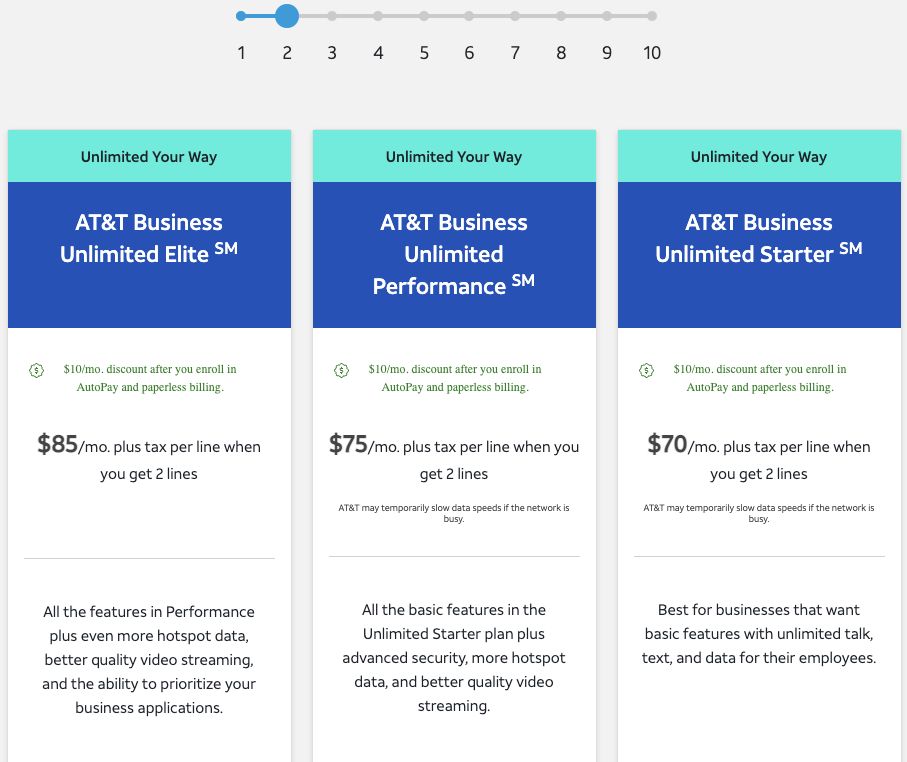 1 2 3 4 5 6 7 8 9 10
Unlimited Your Way
AT&T Business
Unlimited Elite SM
$10/mo. discount after you enroll in
AutoPay and paperless billing.
$85/mo. plus tax per line when
you get 2 lines
All the features in Performance
plus even more hotspot data,
better quality video streaming,
and the ability to prioritize your
business applications.
Unlimited Your Way
AT&T Business
Unlimited
Performance SM
$10/mo. discount after you enroll in
AutoPay and paperless billing.
$75/mo. plus tax per line when you
get 2 lines
AT&T may temporarily slow data speeds if the network is
busy.
All the basic features in the
Unlimited Starter plan plus
advanced security, more hotspot
data, and better quality video
streaming.
Unlimited Your Way
AT&T Business
Unlimited Starter SM
$10/mo. discount after you enroll in
AutoPay and paperless billing.
$70/mo. plus tax per line when
you get 2 lines
AT&T may temporarily slow data speeds if the network is
busy.
Best for businesses that want
basic features with unlimited talk,
text, and data for their employees.